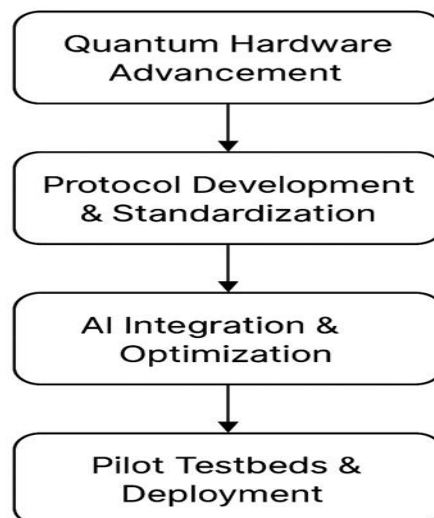 Quantum Hardware
Advancement
Protocol Development
& Standardization
AI Integration &
Optimization
Pilot Testbeds &
Deployment